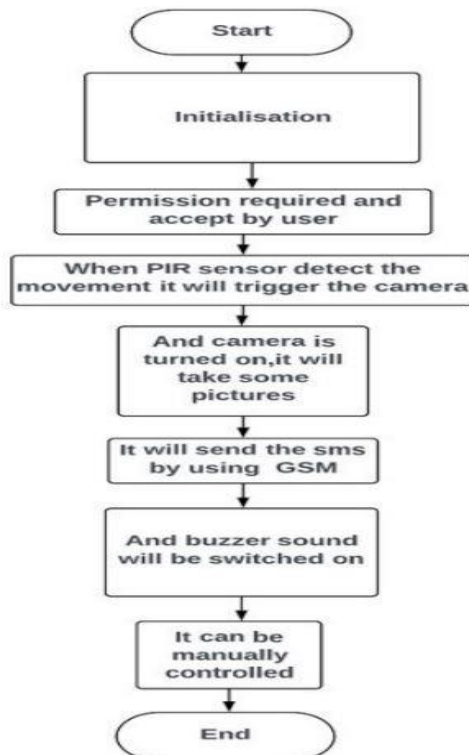 Start
Initialisation
Permission required and
accept by user
When PIR sensor detect the
movement it will trigger the camera
And camera is
turned on,it will
take some
pictures
It will send the sms
by using GSM
And buzzer sound
will be switched on
It can be
manually
controlled
End